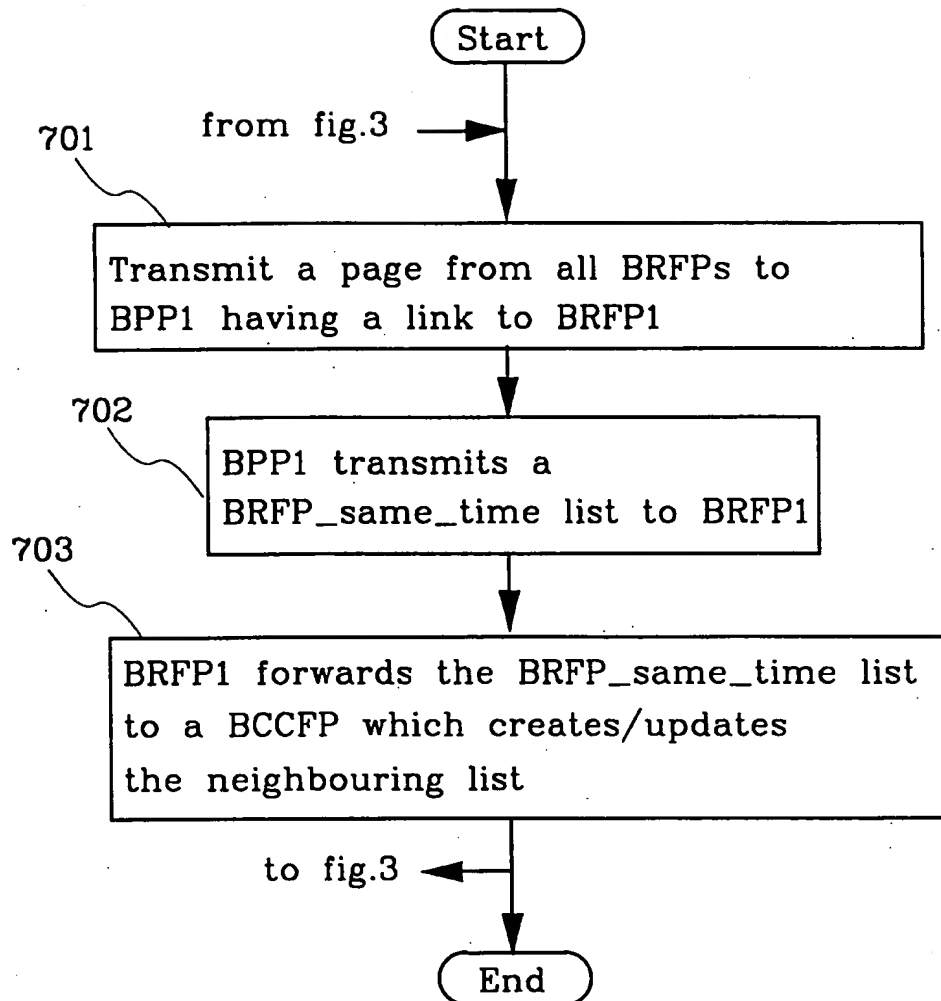 Start
from fig.3
701
Transmit a page from all BRFPs to
BPP1 having a link to BRFP1
702
BPP1 transmits a
BRFP_same_time list to BRFP1
703
BRFP1 forwards the BRFP_same_time list
to a BCCFP which creates/updates
the neighbouring list
to fig.3
End